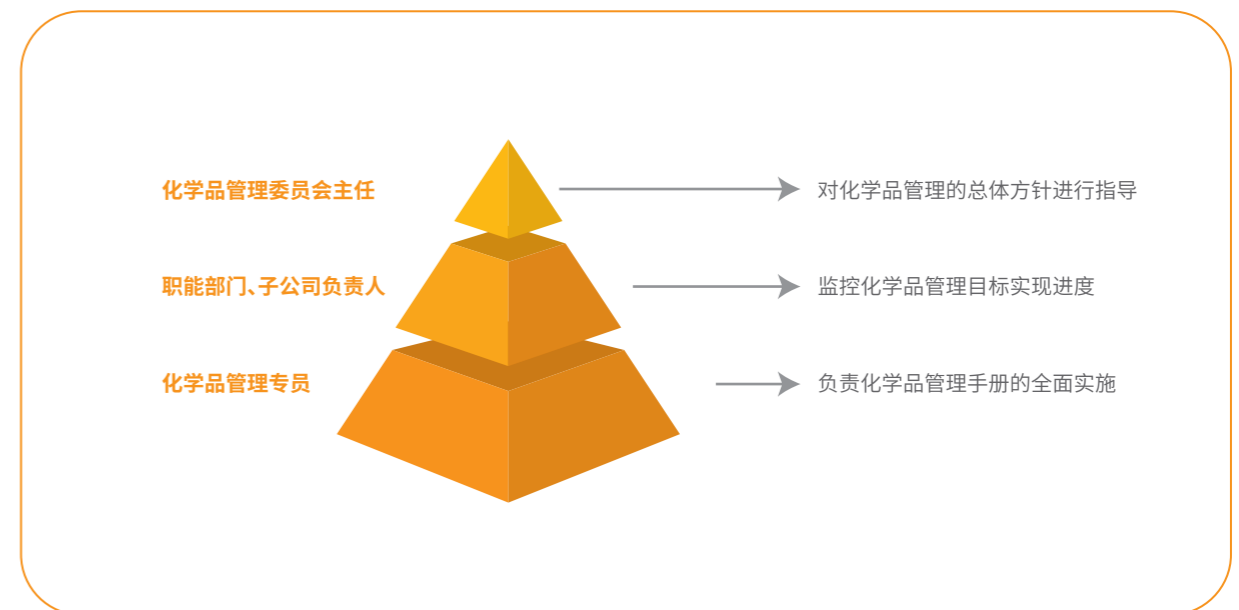 化学品管理委员会主任
对化学品管理的总体方针进行指导
职能部门、子公司负责人
监控化学品管理目标实现进度
化学品管理专员
负责化学品管理手册的全面实施